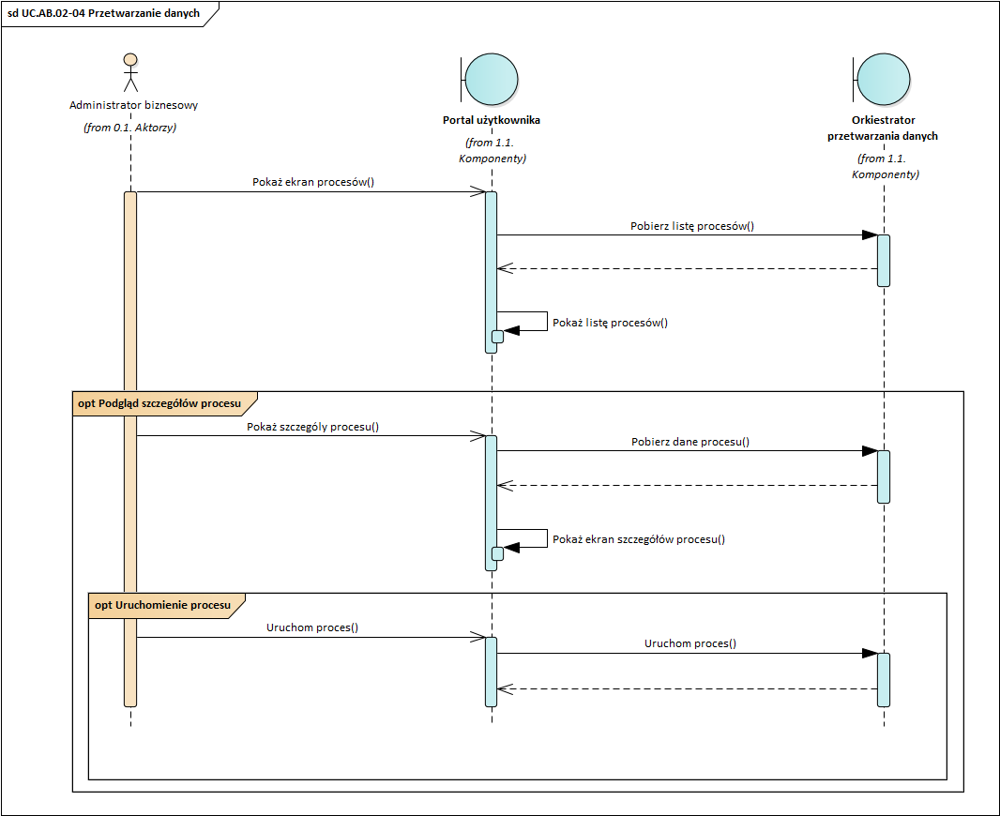 sd UC.AB.02-04 Przetwarzanie danych
Administrator biznesowy
(from 0.1. Aktorzy)
Portal użytkownika
(from 1.1.
Komponenty)
Orkiestrator
przetwarzania danych
(from 1.1.
Komponenty)
Pokaż ekran procesów()
Pobierz listę procesów()
Pokaż listę procesów()
opt Podgląd szczegółów procesu
Pokaż szczególy procesu()
Pobierz dane procesu()
Pokaż ekran szczegółów procesu()
opt Uruchomienie procesu
Uruchom proces()
Uruchom proces()